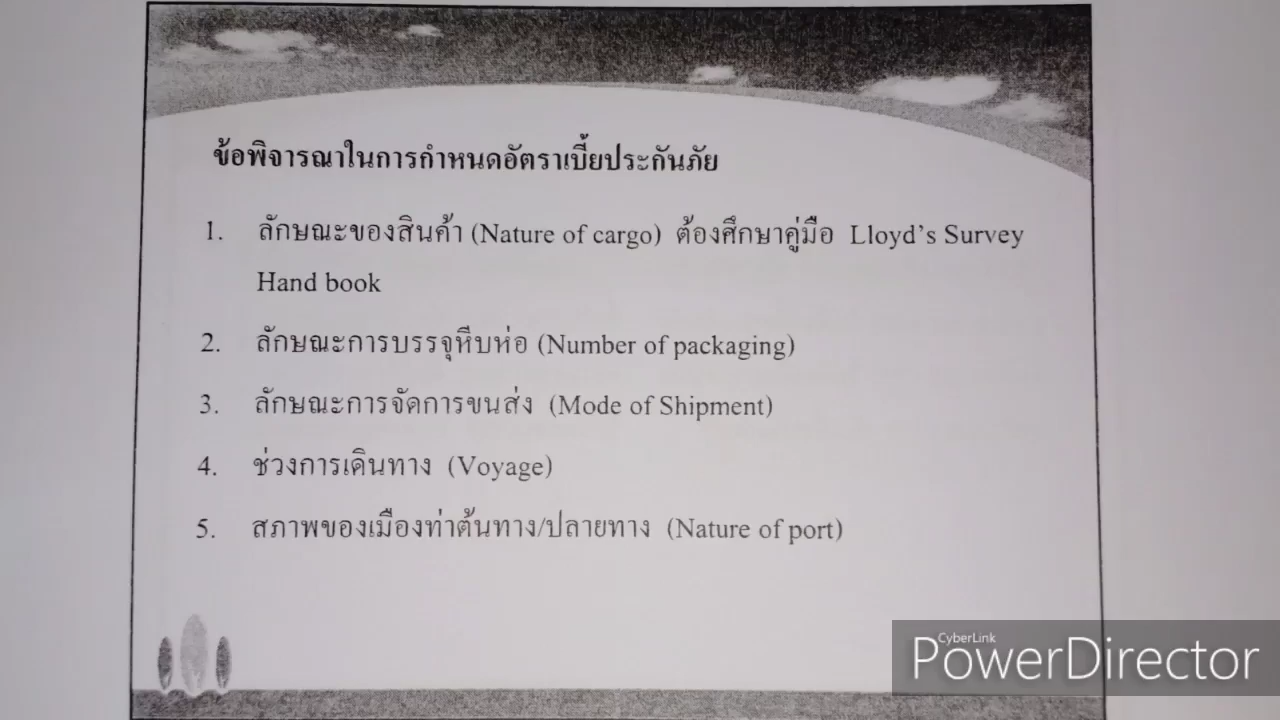 ข้อพิจารณาในการกำหนดอัตราเบี้ยประกันภัย
1. ลักษณะของสินค้า (Nature of cargo) ต้องศึกษาคู่มือ Lloyd's Survey
Hand book
2. ลักษณะการบรรจุหีบห่อ (Number of packaging)
3. ลักษณะการจัดการขนส่ง (Mode of Shipment)
4. ช่วงการเดินทาง (Voyage)
5. สภาพของเมืองท่าต้นทาง/ปลายทาง (Nature of port)
CyberLink
PowerDirector